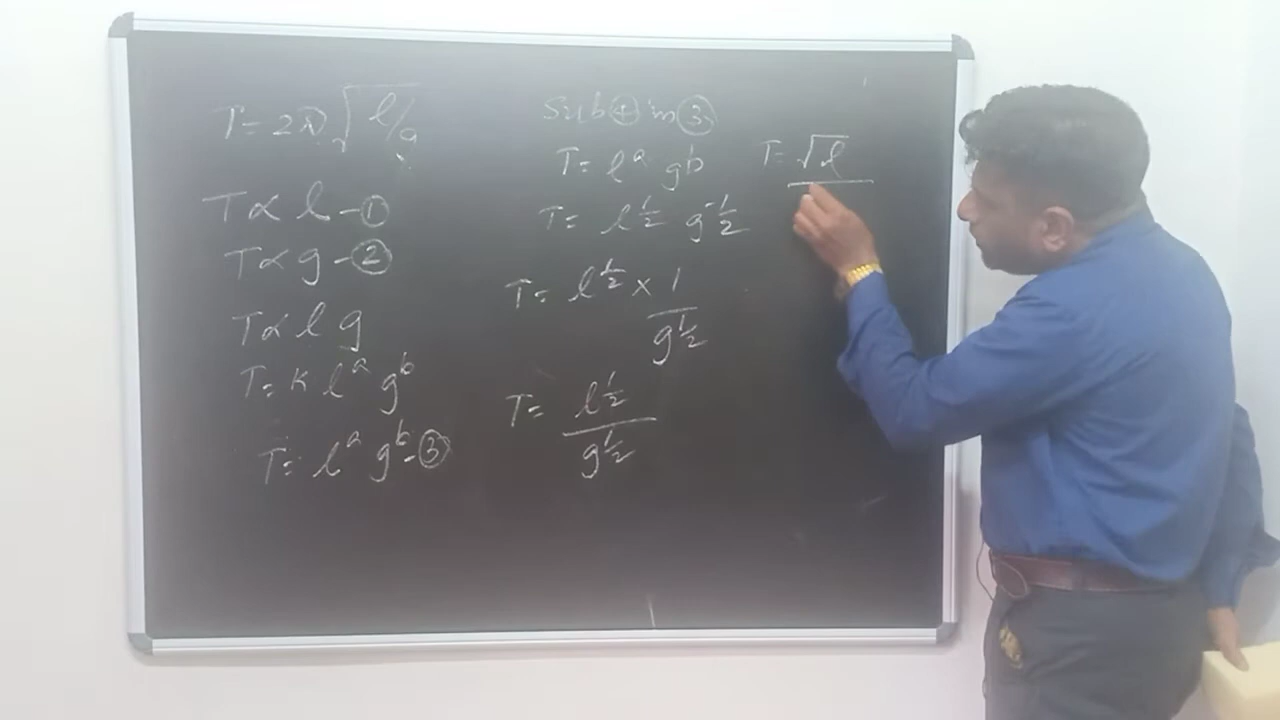 T = 2π √l/g
T ∝ l - ①
T ∝ g - ②
T ∝ l g
T = K l^a g^b
T = l^a g^b - ③
Sub ④ in ③
T = l^a g^b
T = l^1/2 g^-1/2
T = l^1/2 × 1/g^1/2
T = l^1/2 / g^1/2
T = √l